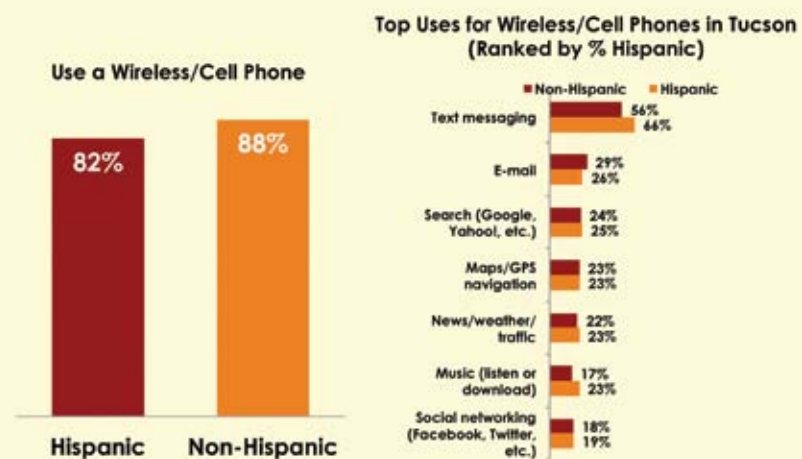 Use a Wireless/Cell Phone
82%
88%
Hispanic
Non-Hispanic
Top Uses for Wireless/Cell Phones in Tucson
(Ranked by % Hispanic)
Non-Hispanic
Hispanic
Text messaging
56%
66%
E-mail
29%
26%
Search (Google,
Yahoo!, etc.)
24%
25%
Maps/GPS
navigation
23%
23%
News/weather/
traffic
22%
23%
Music (listen or
download)
17%
23%
Social networking
(Facebook, Twitter,
etc.)
18%
19%